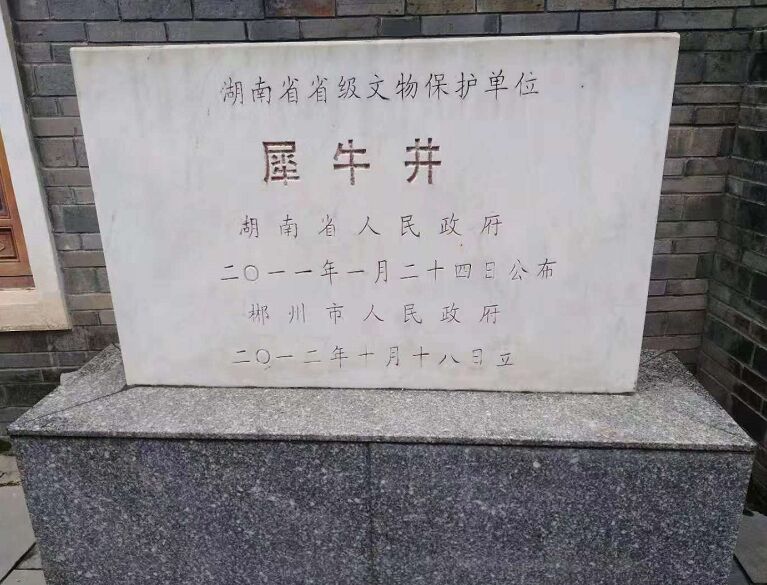 湖南省省级文物保护单位
犀牛井
湖南省人民政府
二〇一一年一月二十四日公布
郴州市人民政府
二〇一二年十月十八日立